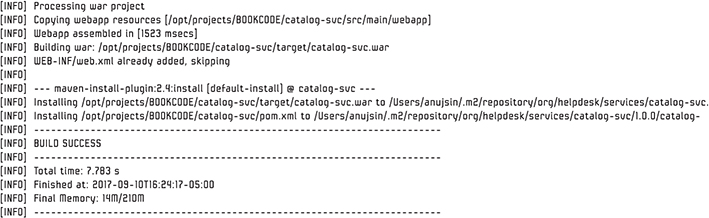 [INFO] Processing war project
[INFO] Copying webapp resources [/opt/projects/BOOKCODE/catalog-svc/src/main/webapp]
[INFO] Webapp assembled in [1523 msecs]
[INFO] Building war: /opt/projects/BOOKCODE/catalog-svc/target/catalog-svc.war
[INFO] WEB-INF/web.xml already added, skipping
[INFO]
[INFO] --- maven-install-plugin:2.4:install [default-install] @ catalog-svc ---
[INFO] Installing /opt/projects/BOOKCODE/catalog-svc/target/catalog-svc.war to /Users/anujsin/.m2/repository/org/helpdesk/services/catalog-svc.
[INFO] Installing /opt/projects/BOOKCODE/catalog-svc/pom.xml to /Users/anujsin/.m2/repository/org/helpdesk/services/catalog-svc/1.0.0/catalog-
[INFO] ------------------------------------------------------------------------
[INFO] BUILD SUCCESS
[INFO] ------------------------------------------------------------------------
[INFO] Total time: 7.783 s
[INFO] Finished at: 2017-09-10T16:24:17-05:00
[INFO] Final Memory: 14M/210M
[INFO] ------------------------------------------------------------------------